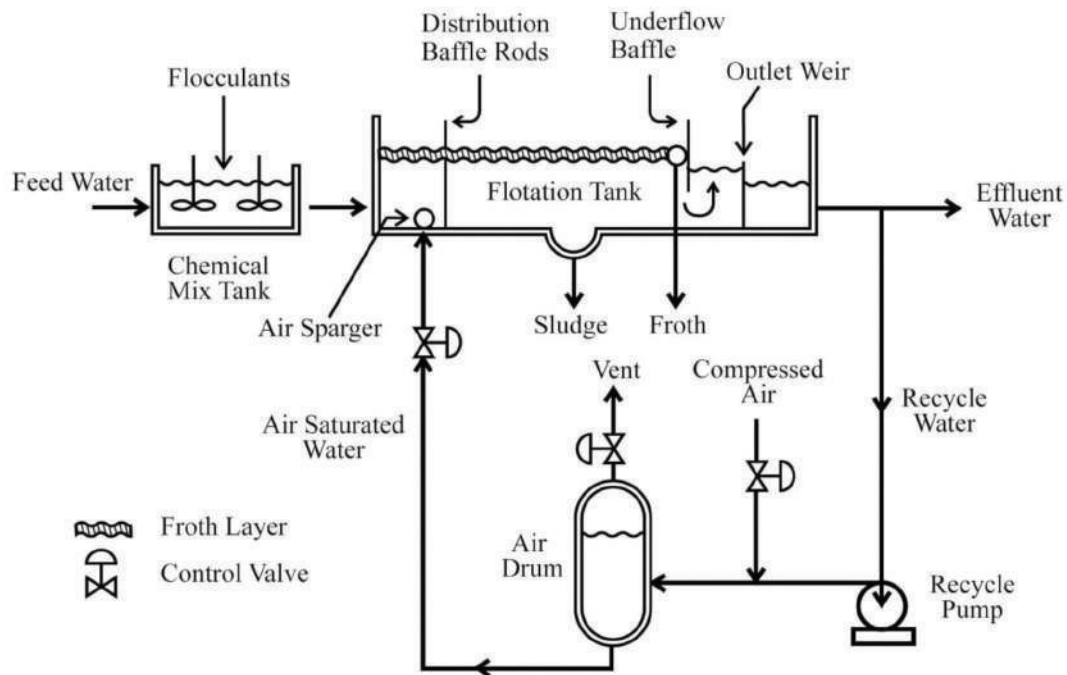 Distribution
Baffle Rods
Underflow
Baffle
Outlet Weir
Flocculants
Feed Water
Flotation Tank
Effluent
Water
Chemical
Mix Tank
Air Sparger
Sludge
Froth
Vent
Compressed
Air
Recycle
Water
Air Saturated
Water
Froth Layer
Control Valve
Air
Drum
Recycle
Pump